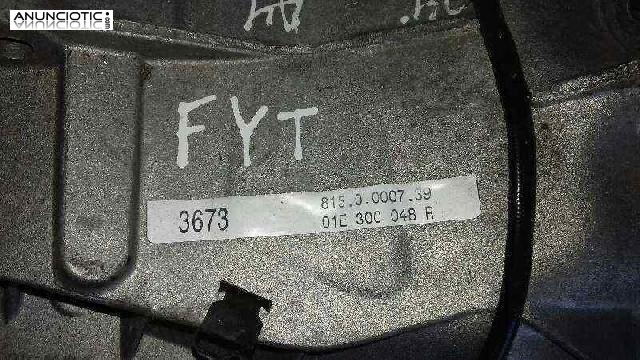 ANUNCIOTIC
FYT
3673
815.0.0007.39
01E 300 048 R